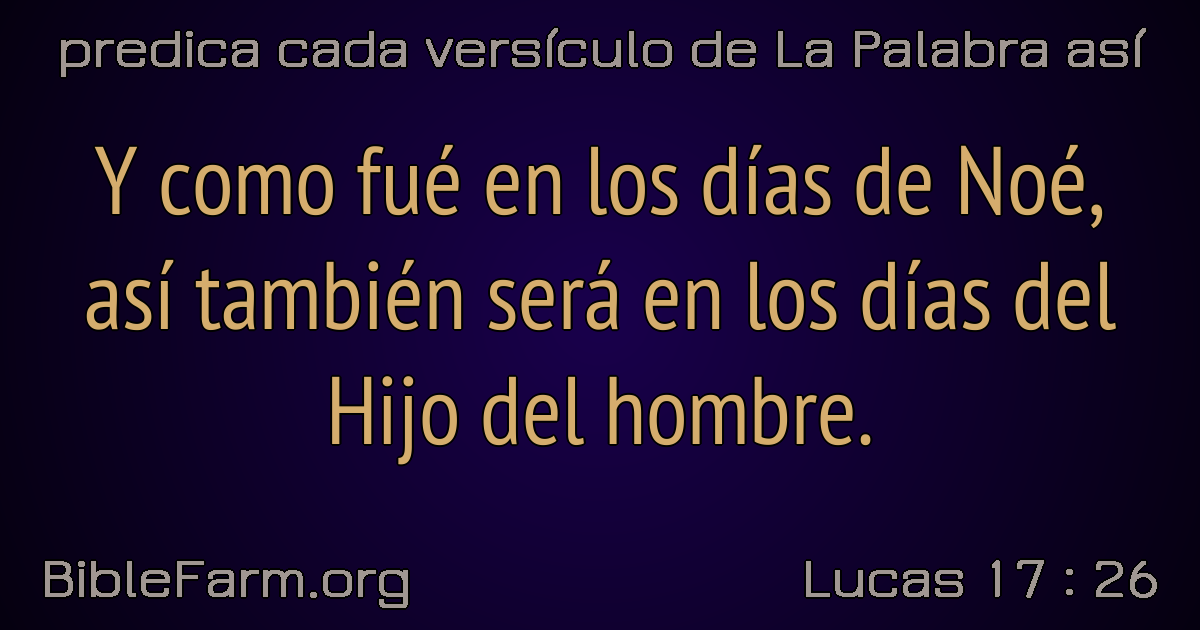 predica cada versículo de La Palabra así
Y como fué en los días de Noé,
así también será en los días del
Hijo del hombre.
BibleFarm.org
Lucas 17 : 26